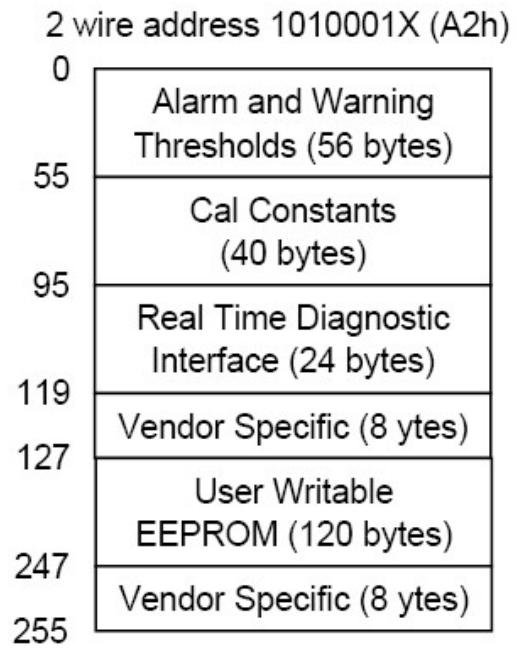 2 wire address 1010001X (A2h)
0
Alarm and Warning
Thresholds (56 bytes)
55
Cal Constants
(40 bytes)
95
Real Time Diagnostic
Interface (24 bytes)
119
Vendor Specific (8 ytes)
127
User Writable
EEPROM (120 bytes)
247
Vendor Specific (8 ytes)
255